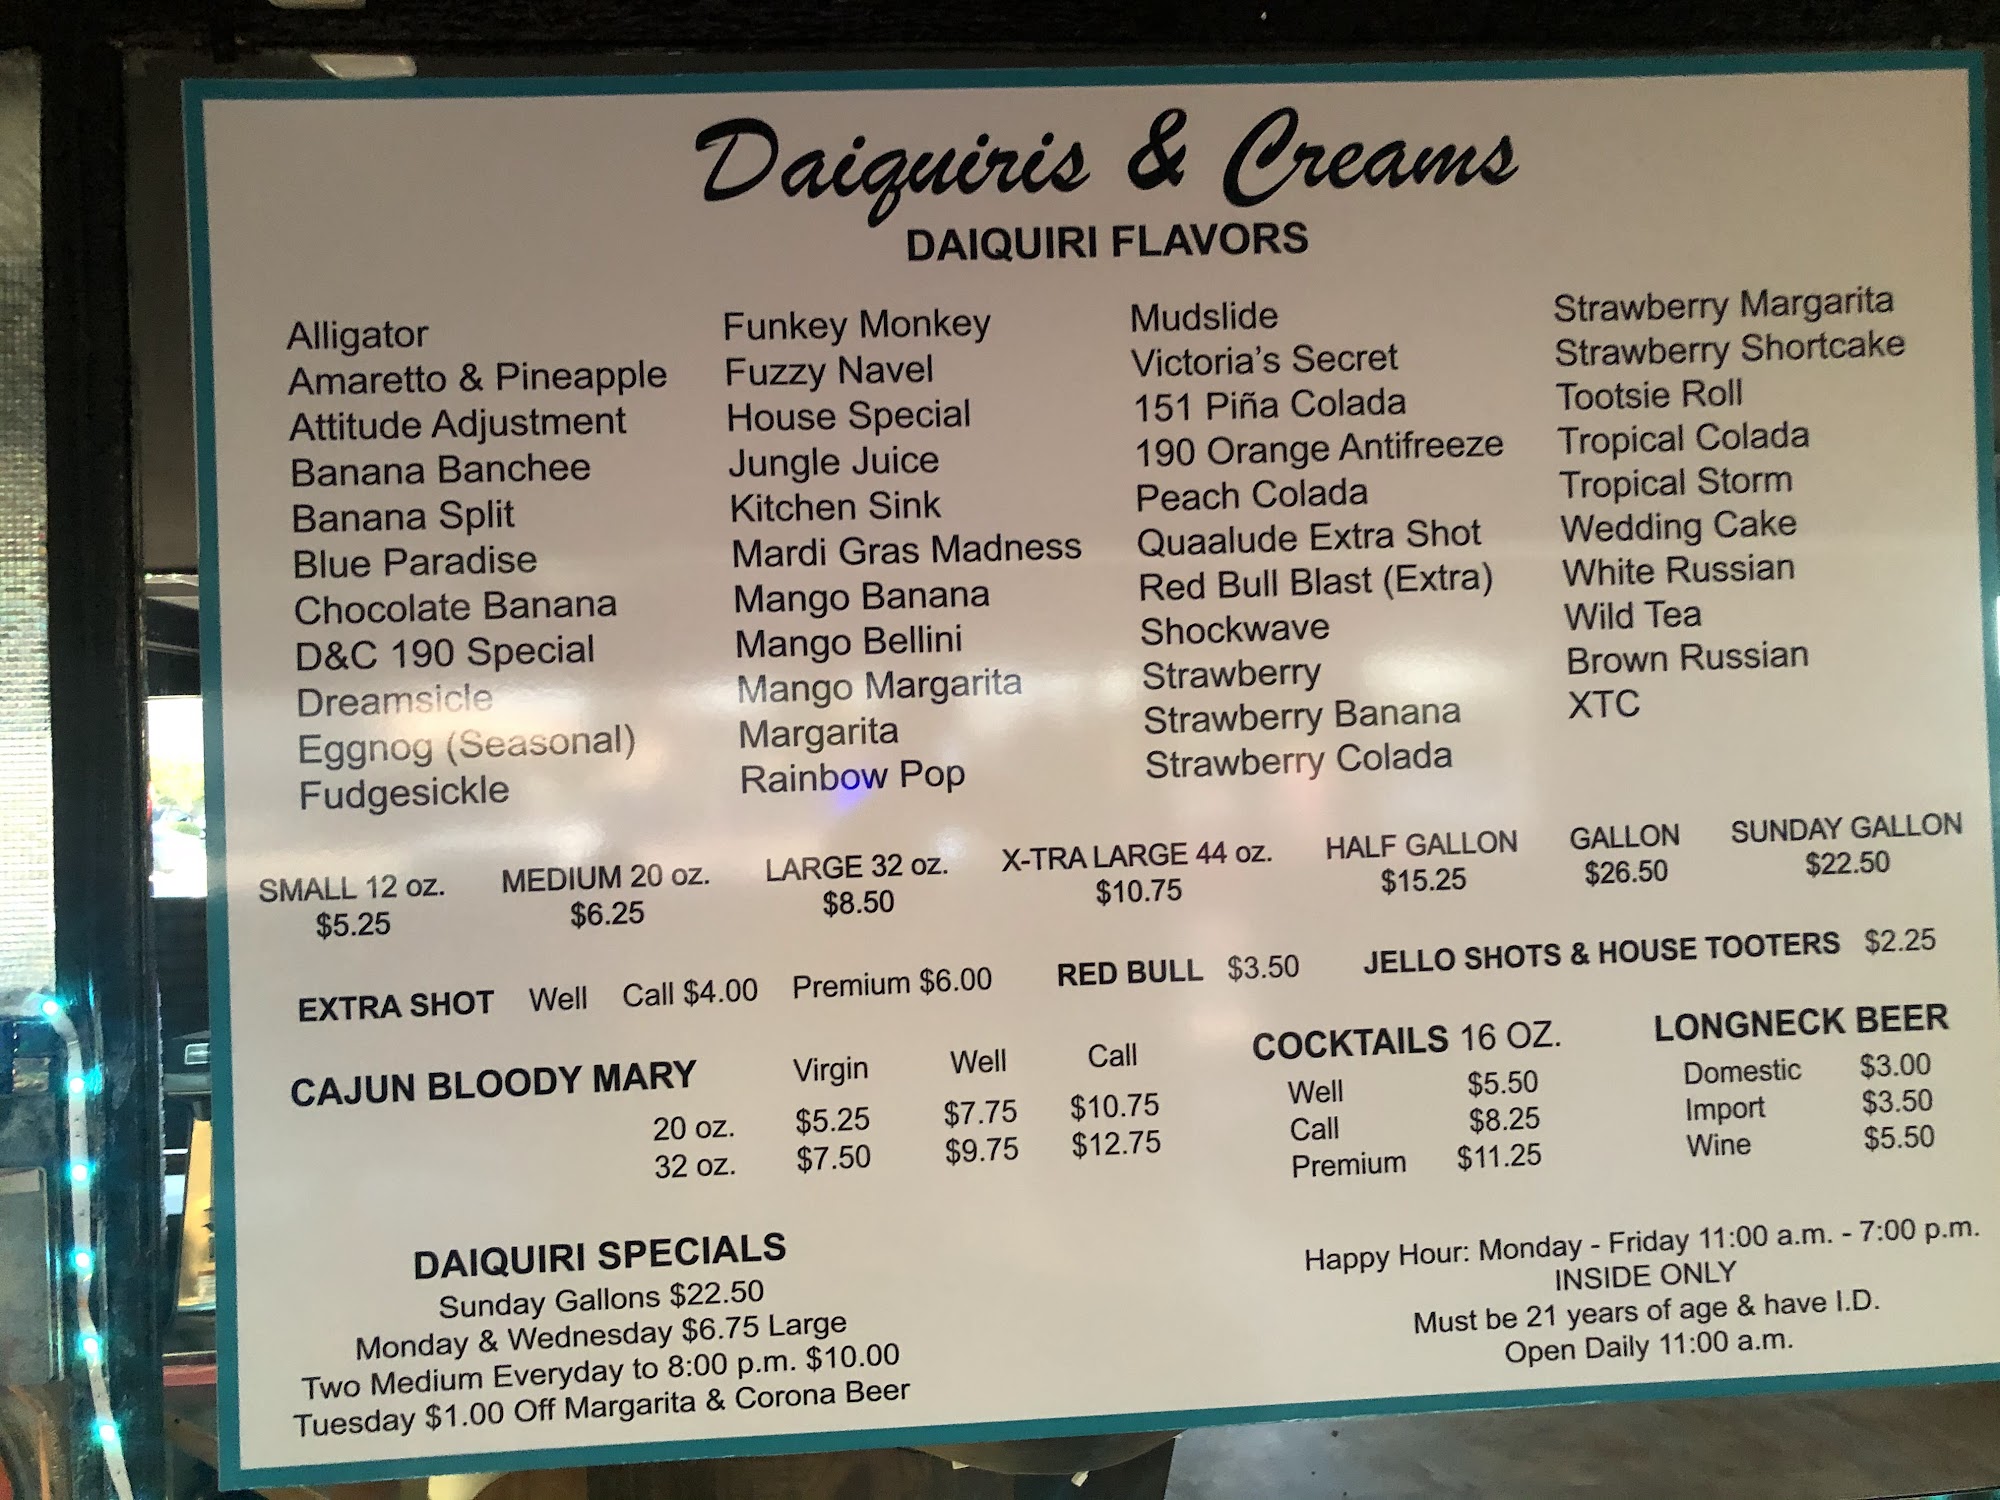 Daiquiris & Creams
DAIQUIRI FLAVORS
Alligator
Amaretto & Pineapple
Attitude Adjustment
Banana Banchee
Banana Split
Blue Paradise
Chocolate Banana
D&C 190 Special
Dreamsicle
Eggnog (Seasonal)
Fudgesickle
Funkey Monkey
Fuzzy Navel
House Special
Jungle Juice
Kitchen Sink
Mardi Gras Madness
Mango Banana
Mango Bellini
Mango Margarita
Margarita
Rainbow Pop
Mudslide
Victoria's Secret
151 Piña Colada
190 Orange Antifreeze
Peach Colada
Quaalude Extra Shot
Red Bull Blast (Extra)
Shockwave
Strawberry
Strawberry Banana
Strawberry Colada
Strawberry Margarita
Strawberry Shortcake
Tootsie Roll
Tropical Colada
Tropical Storm
Wedding Cake
White Russian
Wild Tea
Brown Russian
XTC
SMALL 12 oz. MEDIUM 20 oz. LARGE 32 oz. X-TRA LARGE 44 oz. HALF GALLON GALLON SUNDAY GALLON
$5.25 $6.25 $8.50 $10.75 $15.25 $26.50 $22.50
EXTRA SHOT Well Call $4.00 Premium $6.00 RED BULL $3.50 JELLO SHOTS & HOUSE TOOTERS $2.25
CAJUN BLOODY MARY Virgin Well Call
20 oz. $5.25 $7.75 $10.75
32 oz. $7.50 $9.75 $12.75
COCKTAILS 16 OZ.
Well $5.50
Call $8.25
Premium $11.25
LONGNECK BEER
Domestic $3.00
Import $3.50
Wine $5.50
DAIQUIRI SPECIALS
Sunday Gallons $22.50
Monday & Wednesday $6.75 Large
Two Medium Everyday to 8:00 p.m. $10.00
Tuesday $1.00 Off Margarita & Corona Beer
Happy Hour: Monday - Friday 11:00 a.m. - 7:00 p.m.
INSIDE ONLY
Must be 21 years of age & have I.D.
Open Daily 11:00 a.m.